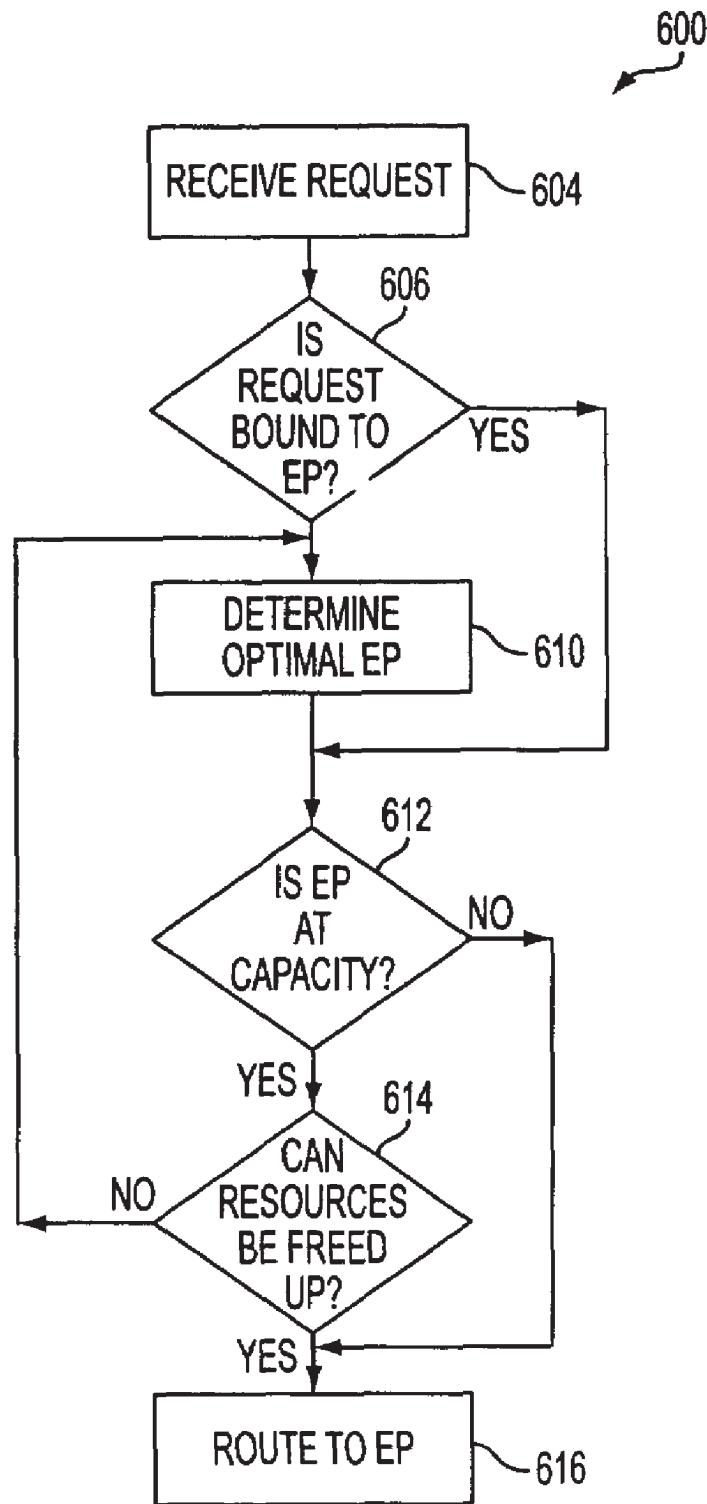 600
RECEIVE REQUEST
604
606
IS
REQUEST
BOUND TO
EP?
YES
DETERMINE
OPTIMAL EP
610
612
IS EP
AT
CAPACITY?
NO
YES
614
CAN
RESOURCES
BE FREED
UP?
NO
YES
ROUTE TO EP
616